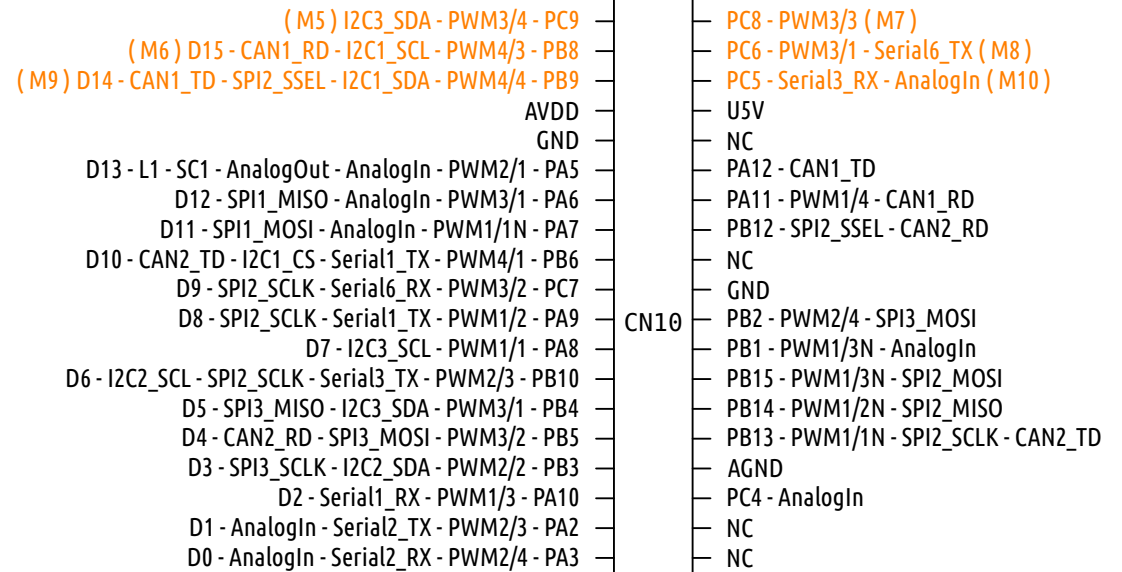 ( M5 ) I2C3_SDA - PWM3/4 - PC9 PC8 - PWM3/3 ( M7 )
( M6 ) D15 - CAN1_RD - I2C1_SCL - PWM4/3 - PB8 PC6 - PWM3/1 - Serial6_TX ( M8 )
( M9 ) D14 - CAN1_TD - SPI2_SSEL - I2C1_SDA - PWM4/4 - PB9 PC5 - Serial3_RX - AnalogIn ( M10 )
AVDD U5V
GND NC
D13 - L1 - SC1 - AnalogOut - AnalogIn - PWM2/1 - PA5 PA12 - CAN1_TD
D12 - SPI1_MISO - AnalogIn - PWM3/1 - PA6 PA11 - PWM1/4 - CAN1_RD
D11 - SPI1_MOSI - AnalogIn - PWM1/1N - PA7 PB12 - SPI2_SSEL - CAN2_RD
D10 - CAN2_TD - I2C1_CS - Serial1_TX - PWM4/1 - PB6 NC
D9 - SPI2_SCLK - Serial6_RX - PWM3/2 - PC7 GND
D8 - SPI2_SCLK - Serial1_TX - PWM1/2 - PA9 CN10 PB2 - PWM2/4 - SPI3_MOSI
D7 - I2C3_SCL - PWM1/1 - PA8 PB1 - PWM1/3N - AnalogIn
D6 - I2C2_SCL - SPI2_SCLK - Serial3_TX - PWM2/3 - PB10 PB15 - PWM1/3N - SPI2_MOSI
D5 - SPI3_MISO - I2C3_SDA - PWM3/1 - PB4 PB14 - PWM1/2N - SPI2_MISO
D4 - CAN2_RD - SPI3_MOSI - PWM3/2 - PB5 PB13 - PWM1/1N - SPI2_SCLK - CAN2_TD
D3 - SPI3_SCLK - I2C2_SDA - PWM2/2 - PB3 AGND
D2 - Serial1_RX - PWM1/3 - PA10 PC4 - AnalogIn
D1 - AnalogIn - Serial2_TX - PWM2/3 - PA2 NC
D0 - AnalogIn - Serial2_RX - PWM2/4 - PA3 NC